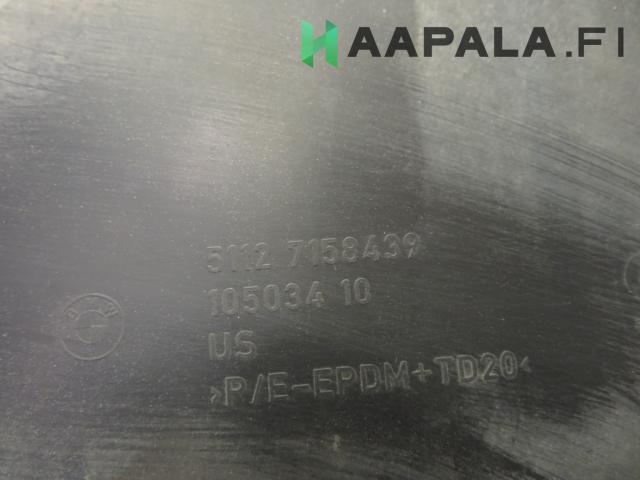 HAAPALA.FI
5112 7158439
105034 10
US
>P/E-EPDM+TD20<